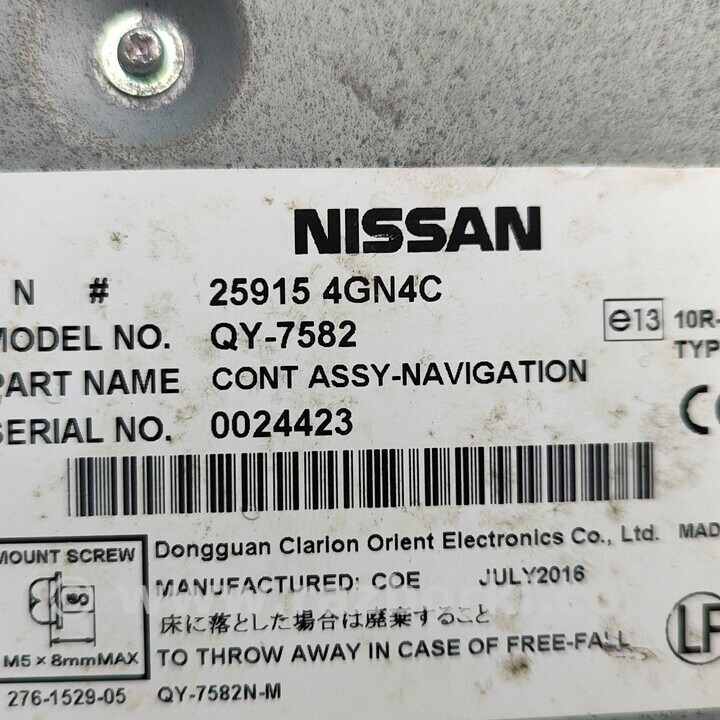 NISSAN
N # 25915 4GN4C
MODEL NO. QY-7582
e13 10R-
TYP
PART NAME CONT ASSY-NAVIGATION
SERIAL NO. 0024423
C
MOUNT SCREW
ISO
M5 × 8mmMAX
Dongguan Clarion Orient Electronics Co., Ltd. MAD
MANUFACTURED: COE JULY2016
床に落とした場合は廃棄すること
TO THROW AWAY IN CASE OF FREE-FALL
LF
276-1529-05 QY-7582N-M